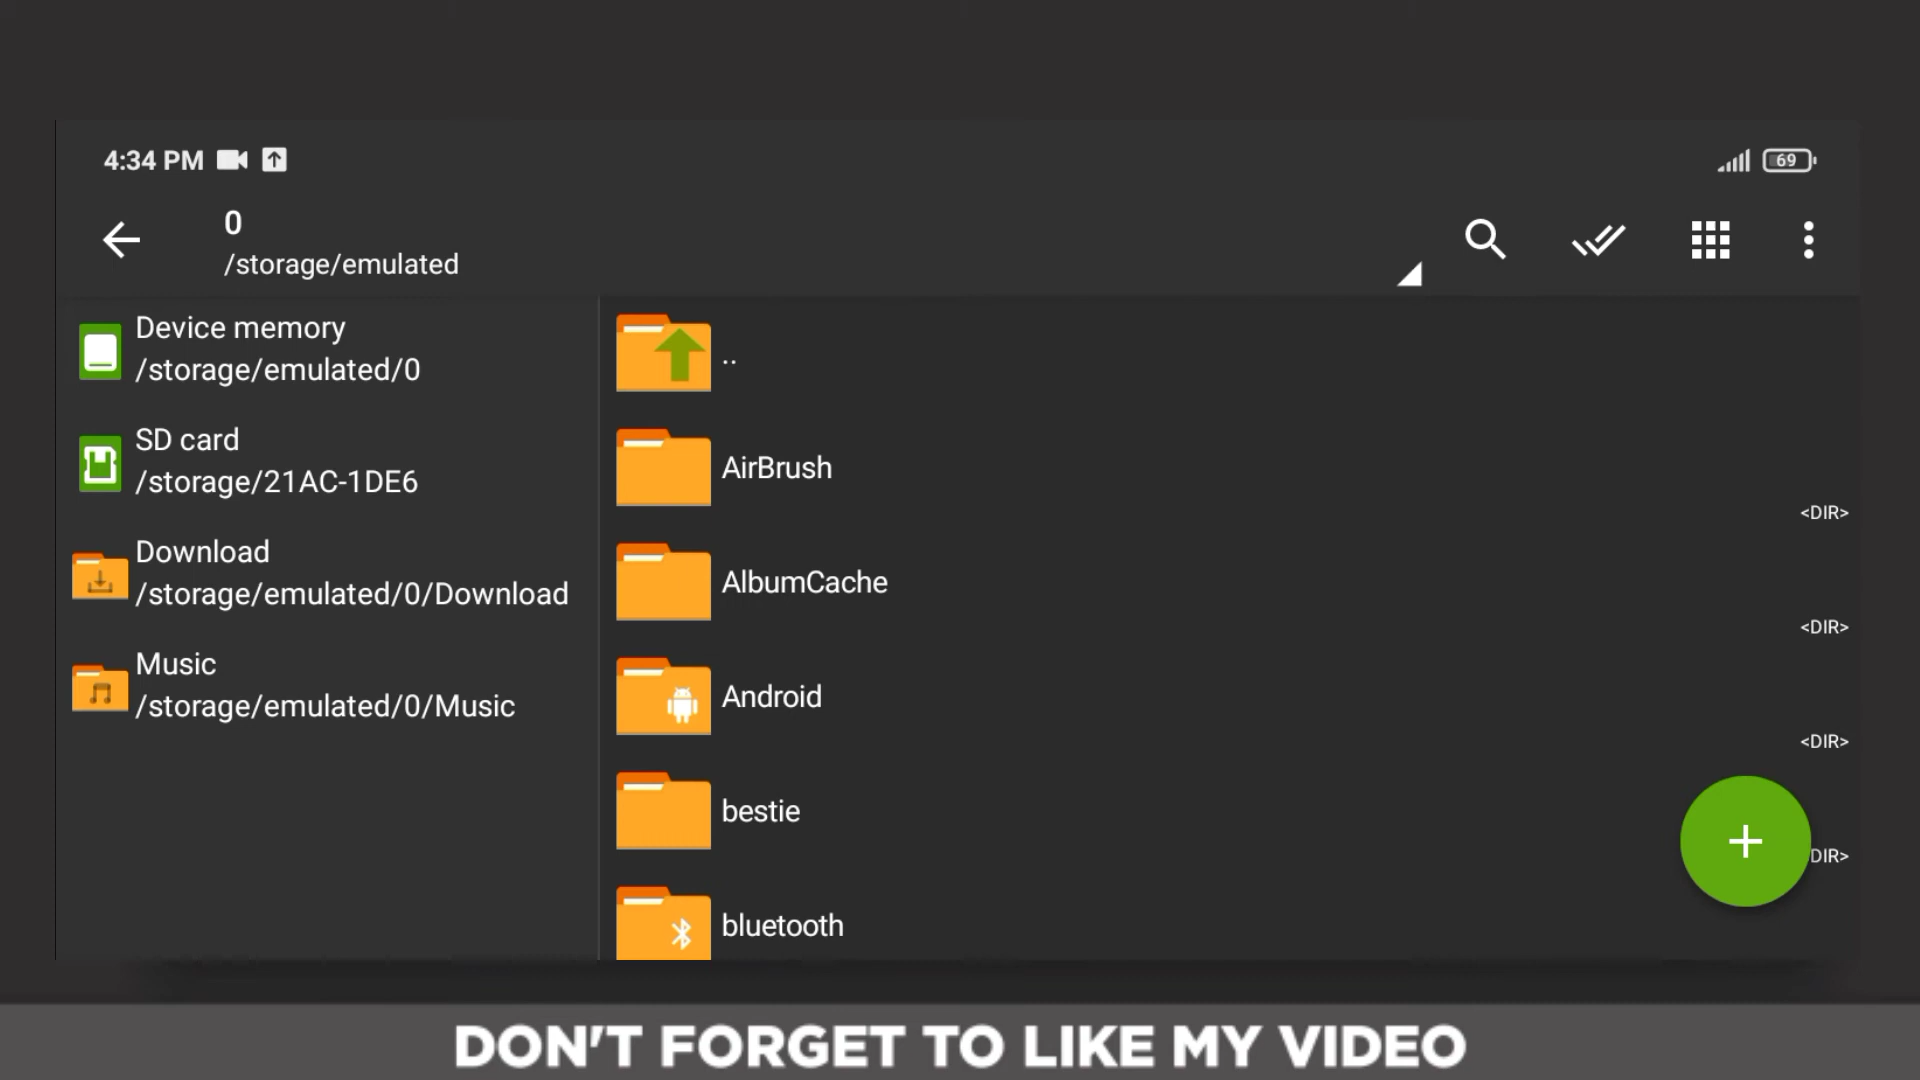 4:34 PM
69
0
/storage/emulated
Device memory
/storage/emulated/0
SD card
/storage/21AC-1DE6
Download
/storage/emulated/0/Download
Music
/storage/emulated/0/Music
..
AirBrush
<DIR>
AlbumCache
<DIR>
Android
<DIR>
bestie
DIR>
bluetooth
DON'T FORGET TO LIKE MY VIDEO